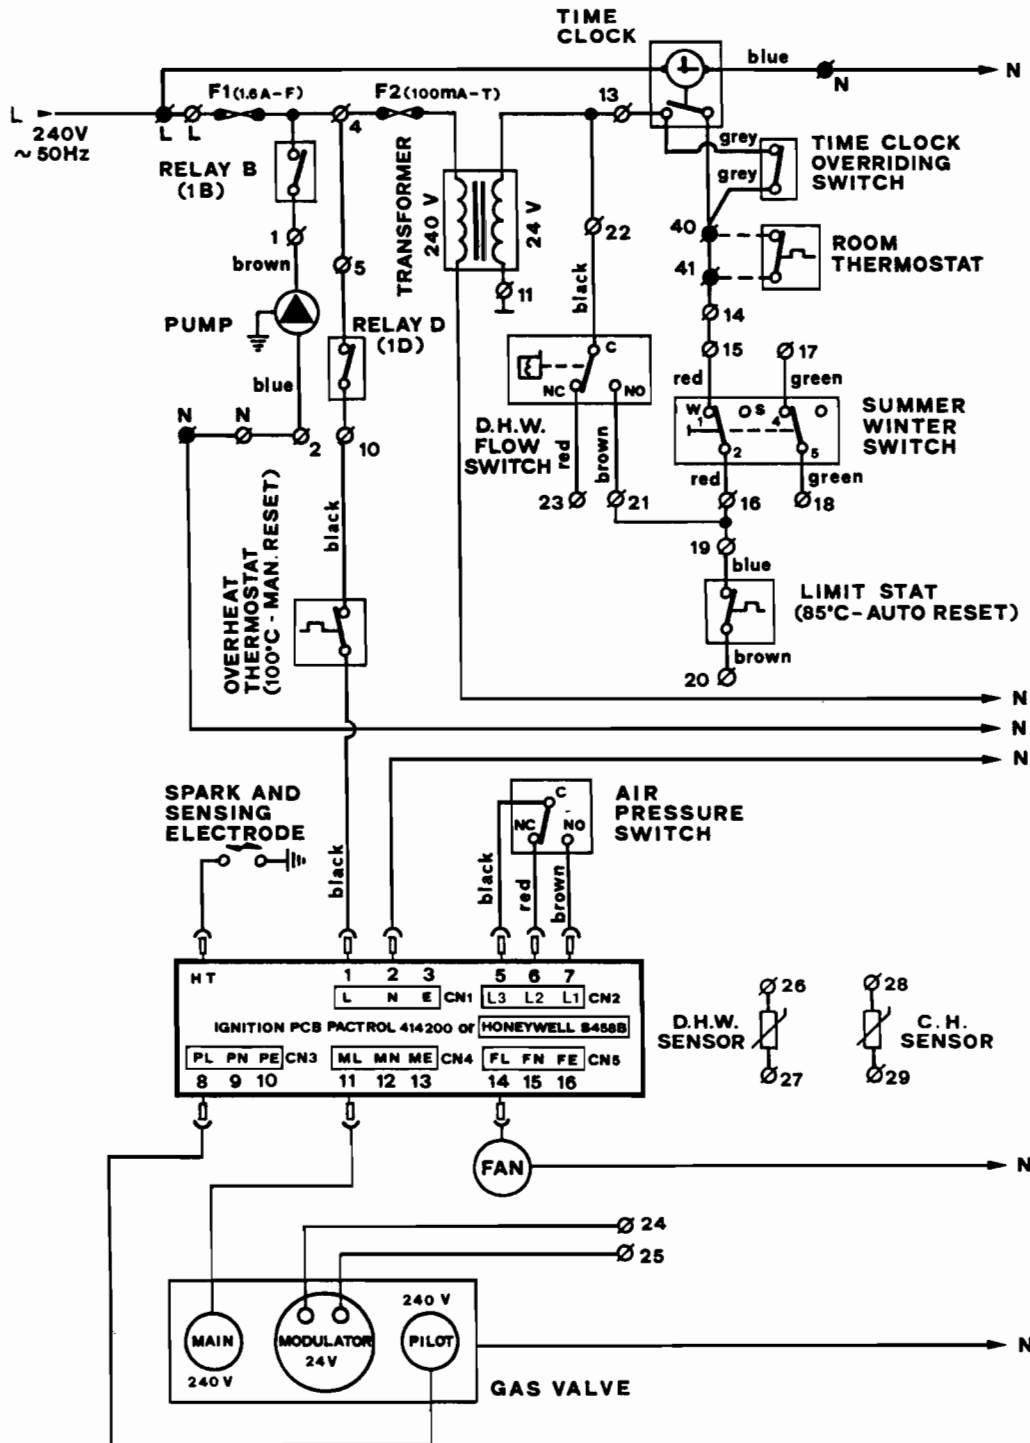 TIME
CLOCK
blue
N
N
L
240V
~ 50Hz
L
L
F1(1.6A-F)
4
F2(100mA-T)
13
grey
grey
TIME CLOCK
OVERRIDING
SWITCH
RELAY B
(1B)
TRANSFORMER
240 V
24 V
11
22
black
40
41
ROOM
THERMOSTAT
1
brown
5
PUMP
RELAY D
(1D)
blue
14
15
17
red
green
C
NC
NO
D.H.W.
FLOW
SWITCH
red
brown
W
1
S
4
2
5
SUMMER
WINTER
SWITCH
N
N
2
10
red
green
23
21
16
18
19
blue
black
OVERHEAT
THERMOSTAT
(100°C - MAN. RESET)
LIMIT STAT
(85°C-AUTO RESET)
brown
20
N
N
N
SPARK AND
SENSING
ELECTRODE
black
C
NC
NO
AIR
PRESSURE
SWITCH
black
red
brown
HT
1 2 3
5 6 7
L N E CN1
L3 L2 L1 CN2
IGNITION PCB PACTROL 414200 or HONEYWELL S458B
PL PN PE CN3
ML MN ME CN4
FL FN FE CN5
8 9 10
11 12 13
14 15 16
26
D.H.W.
SENSOR
27
28
C.H.
SENSOR
29
FAN
N
24
25
MAIN
240 V
MODULATOR
24V
240 V
PILOT
N
GAS VALVE